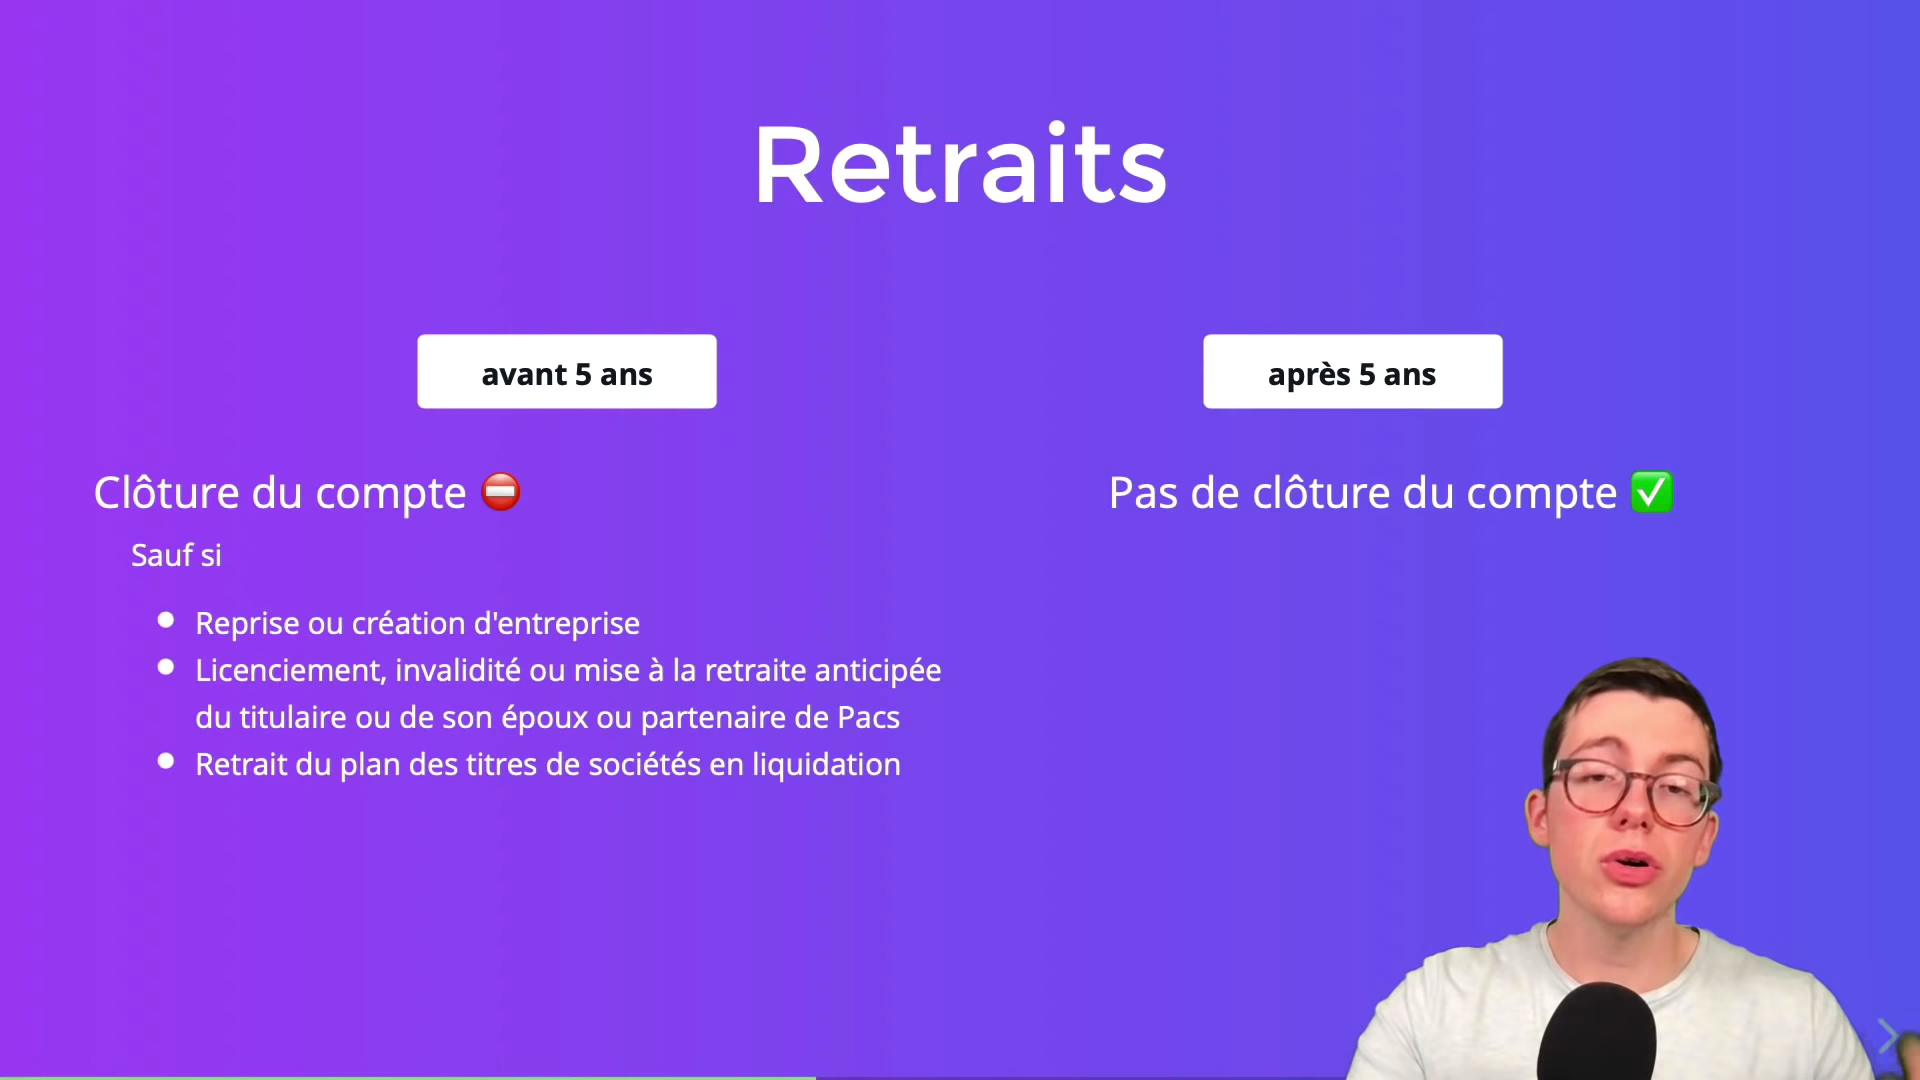 Retraits
avant 5 ans
Clôture du compte ⛔
Sauf si
Reprise ou création d'entreprise
Licenciement, invalidité ou mise à la retraite anticipée
du titulaire ou de son époux ou partenaire de Pacs
Retrait du plan des titres de sociétés en liquidation
après 5 ans
Pas de clôture du compte ✅